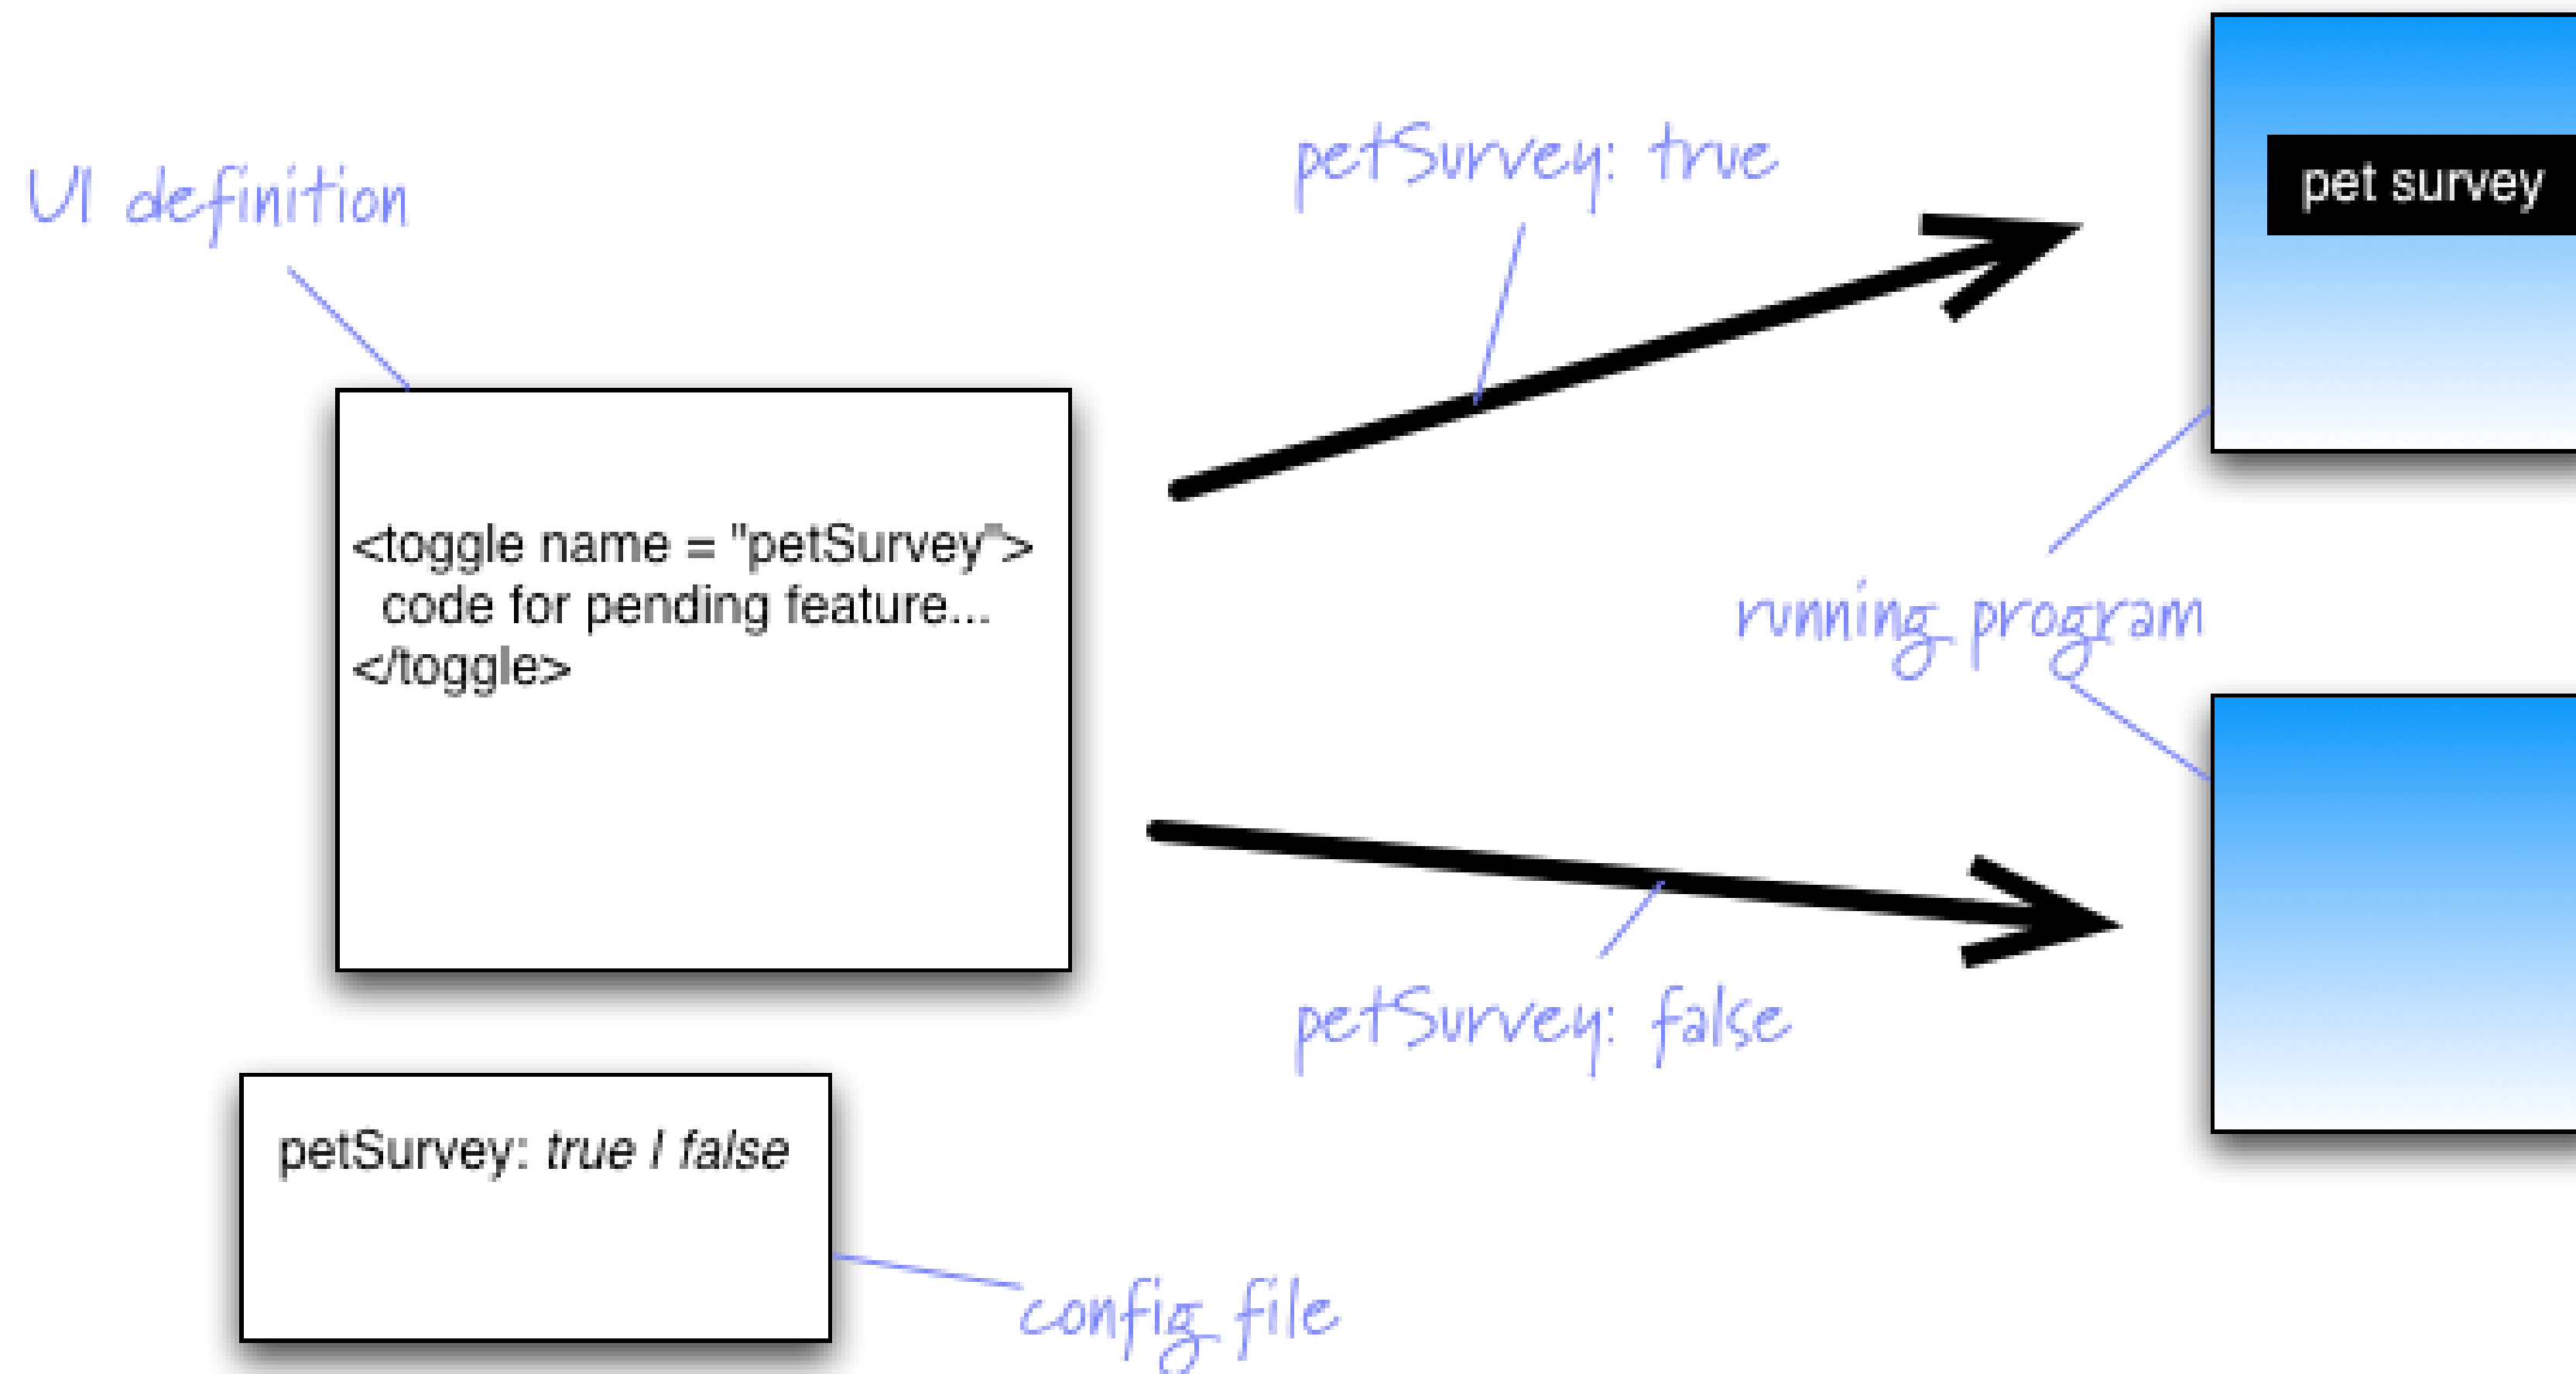 UI definition
petSurvey: true
pet survey
<toggle name = "petSurvey">
code for pending feature...
</toggle>
running program
petSurvey: false
petSurvey: true / false
config file